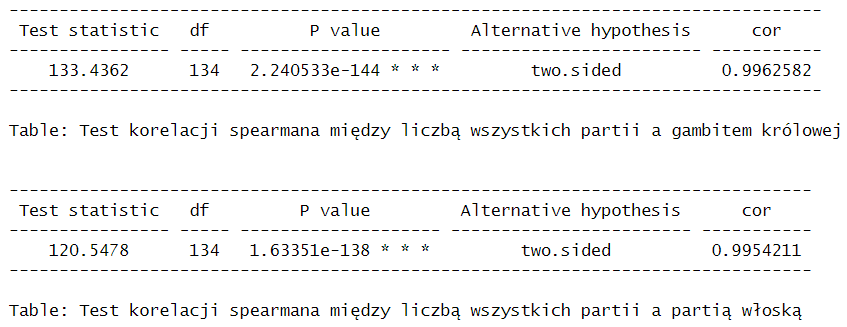 ---------------------------------------------------------------------------------
 Test statistic   df          P value         Alternative hypothesis      cor
---------------- ----- --------------------- ------------------------ -----------
    133.4362      134   2.240533e-144 * * *         two.sided          0.9962582
---------------------------------------------------------------------------------
Table: Test korelacji spearmana między liczbą wszystkich partii a gambitem królowej
--------------------------------------------------------------------------------
 Test statistic   df         P value         Alternative hypothesis      cor
---------------- ----- -------------------- ------------------------ -----------
    120.5478      134   1.63351e-138 * * *         two.sided          0.9954211
--------------------------------------------------------------------------------
Table: Test korelacji spearmana między liczbą wszystkich partii a partią włoską